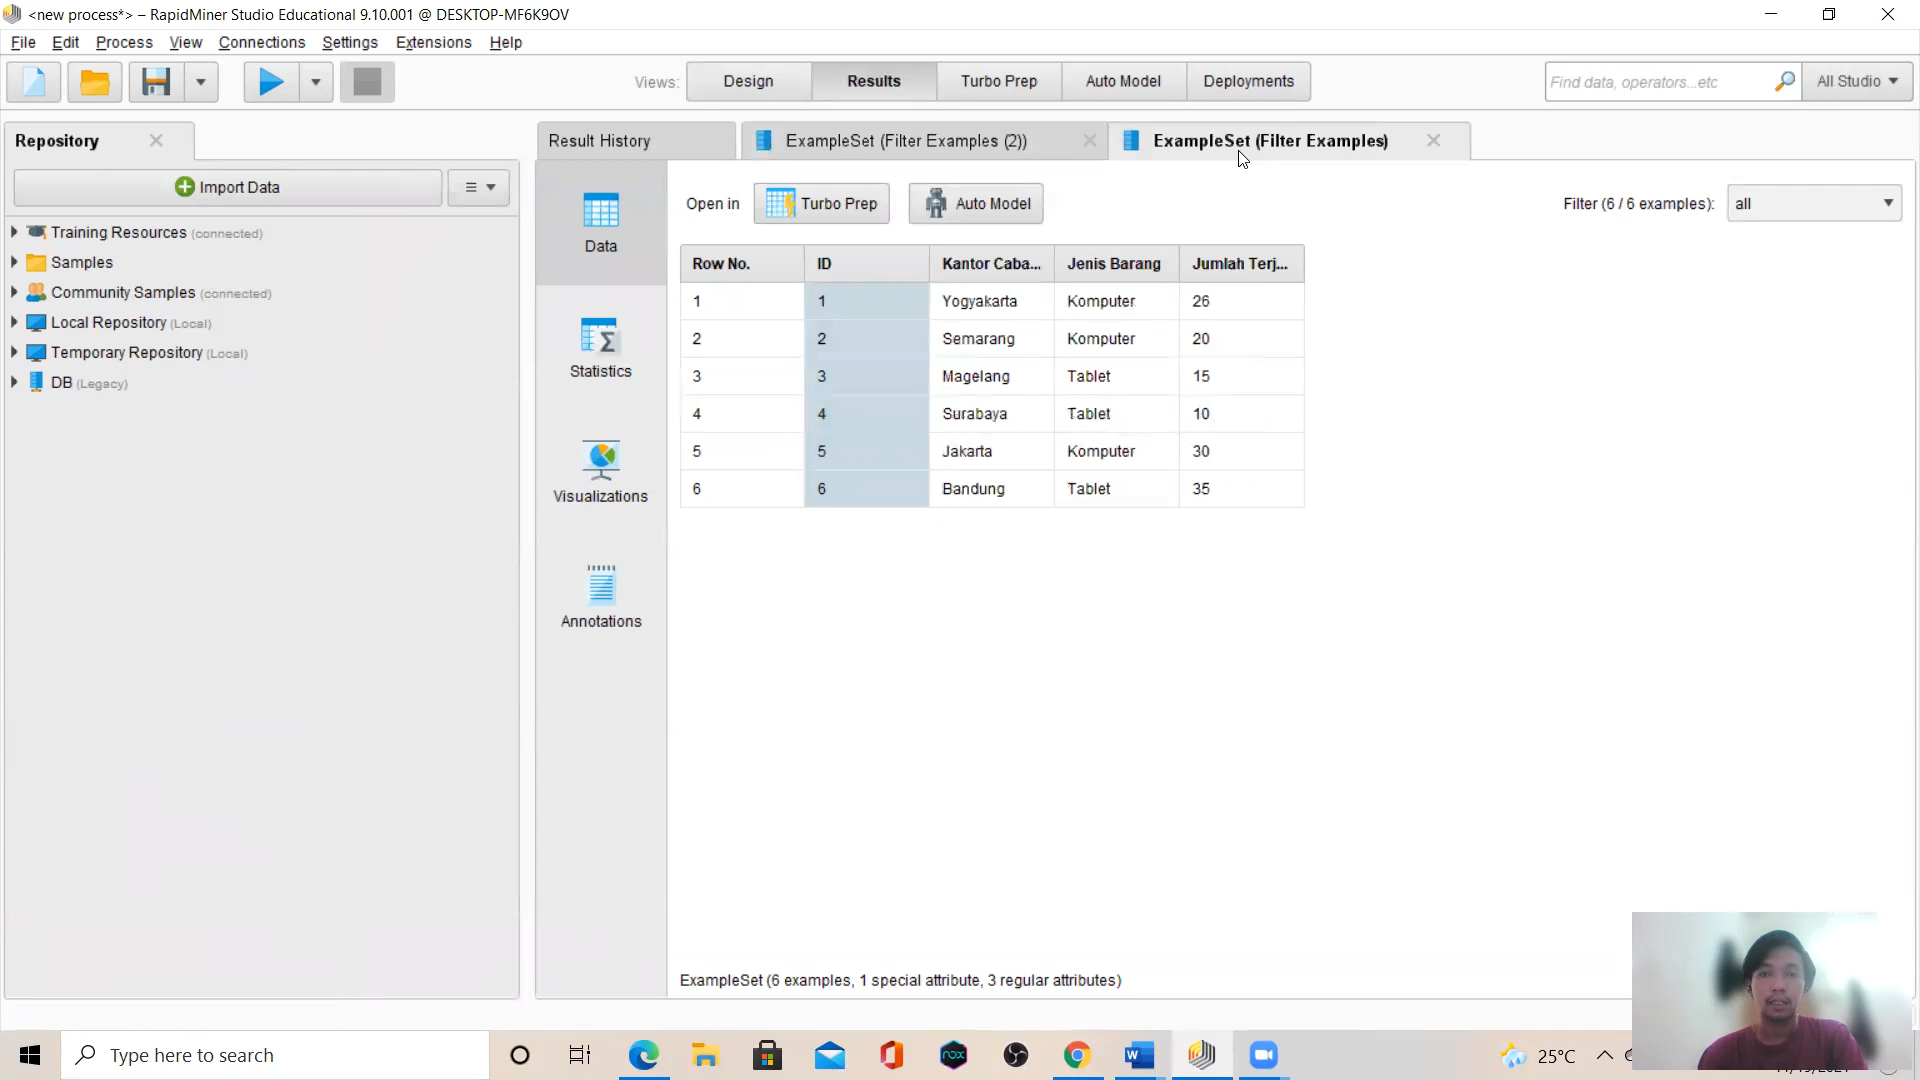 <new process*> – RapidMiner Studio Educational 9.10.001 @ DESKTOP-MF6K9OV
File Edit Process View Connections Settings Extensions Help
Views: Design Results Turbo Prep Auto Model Deployments
Find data, operators...etc
All Studio
Repository
Import Data
Training Resources (connected)
Samples
Community Samples (connected)
Local Repository (Local)
Temporary Repository (Local)
DB (Legacy)
Result History
ExampleSet (Filter Examples (2))
ExampleSet (Filter Examples)
Data
Statistics
Visualizations
Annotations
Open in Turbo Prep Auto Model
Filter (6 / 6 examples): all
Row No. ID Kantor Caba... Jenis Barang Jumlah Terj...
1 1 Yogyakarta Komputer 26
2 2 Semarang Komputer 20
3 3 Magelang Tablet 15
4 4 Surabaya Tablet 10
5 5 Jakarta Komputer 30
6 6 Bandung Tablet 35
ExampleSet (6 examples, 1 special attribute, 3 regular attributes)
Type here to search
nox
25°C